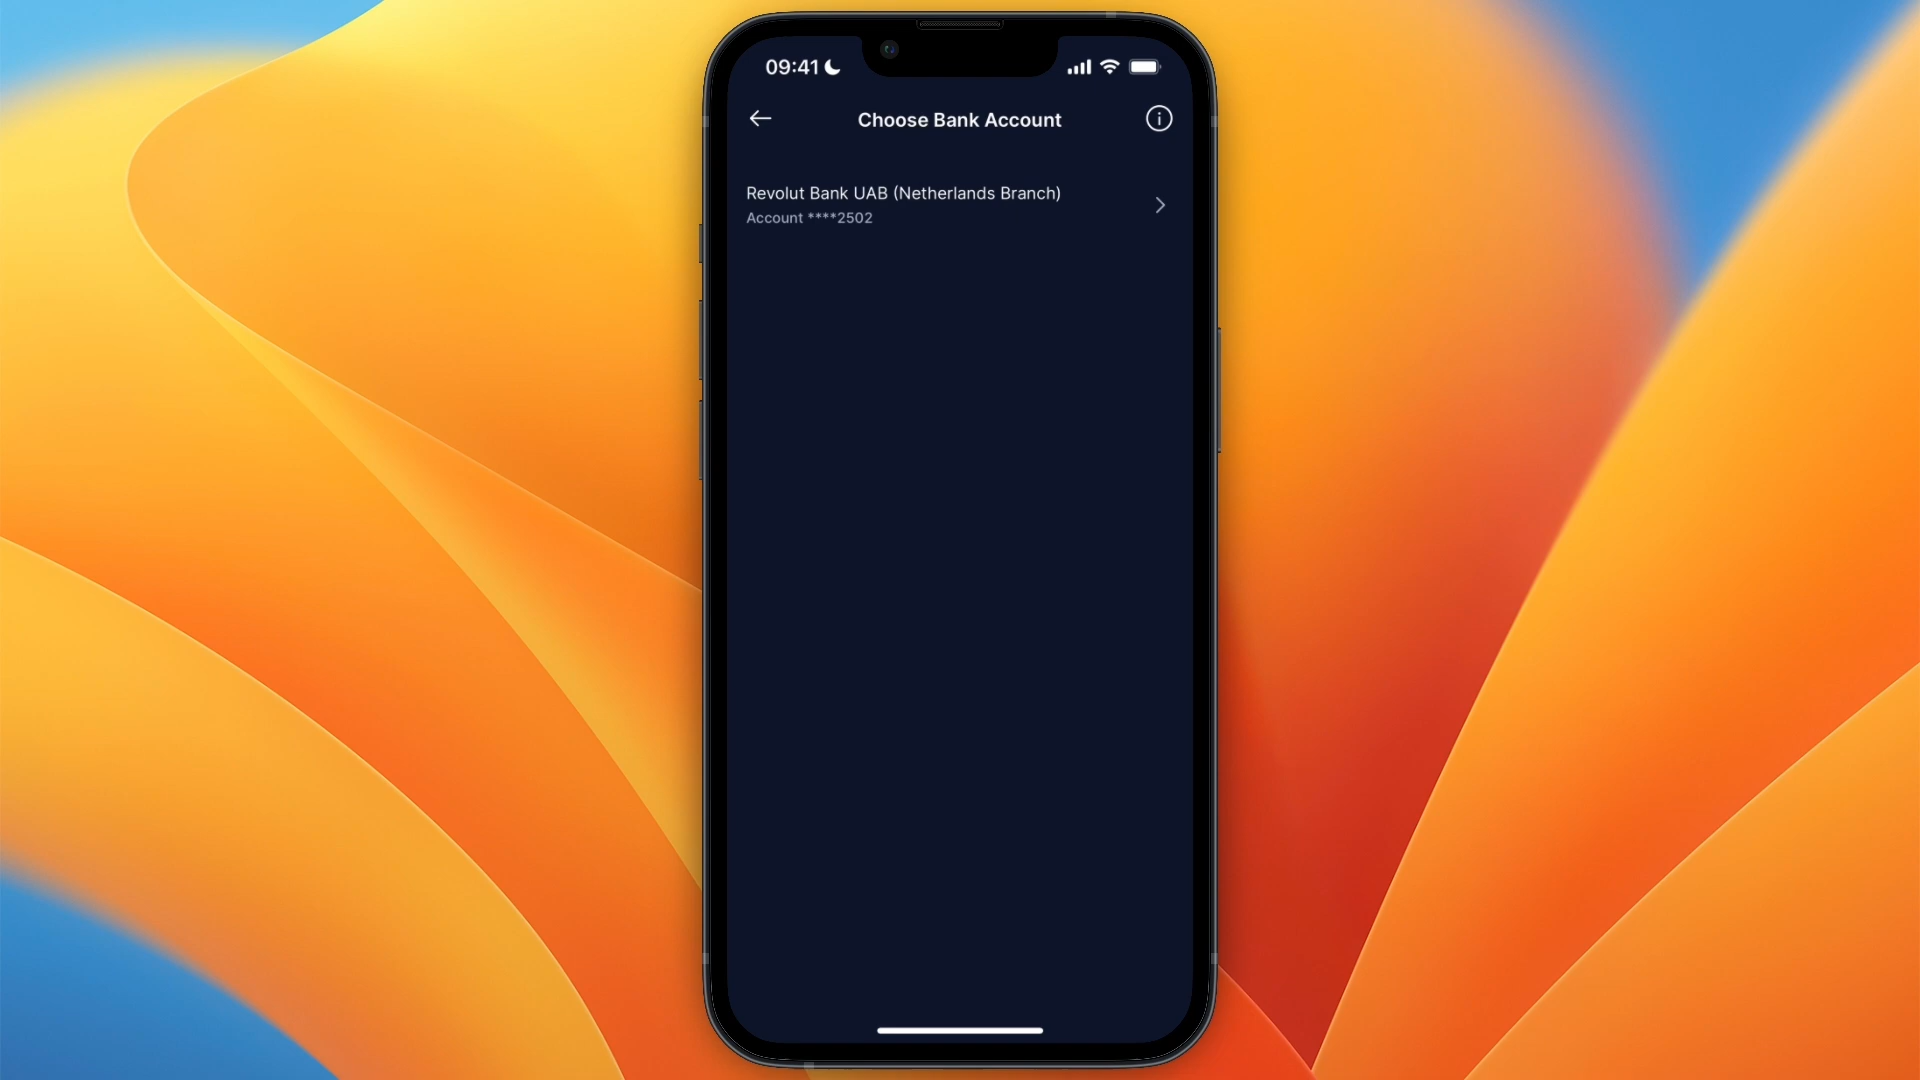 09:41
Choose Bank Account
Revolut Bank UAB (Netherlands Branch)
Account ****2502